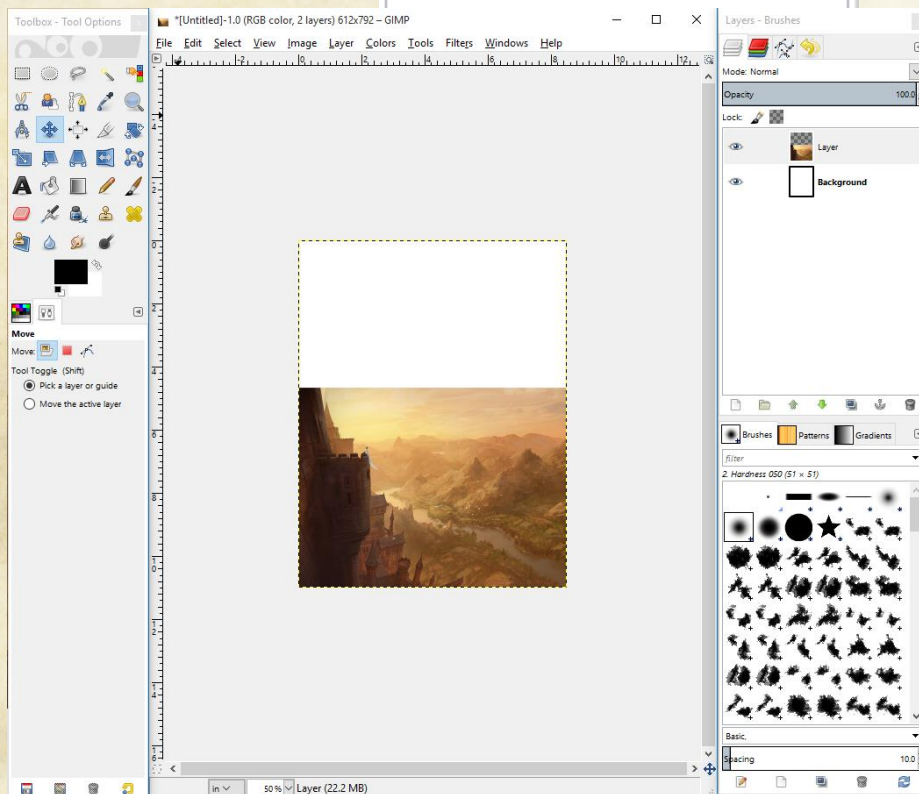 Toolbox - Tool Options
*[Untitled]-1.0 (RGB color, 2 layers) 612x792 – GIMP
File Edit Select View Image Layer Colors Tools Filters Windows Help
Move
Move:
Tool Toggle (Shift)
Pick a layer or guide
Move the active layer
in
50 %
Layer (22.2 MB)
Layers - Brushes
Mode: Normal
Opacity 100.0
Lock:
Layer
Background
Brushes Patterns Gradients
filter
2. Hardness 050 (51 × 51)
Basic,
Spacing 10.0